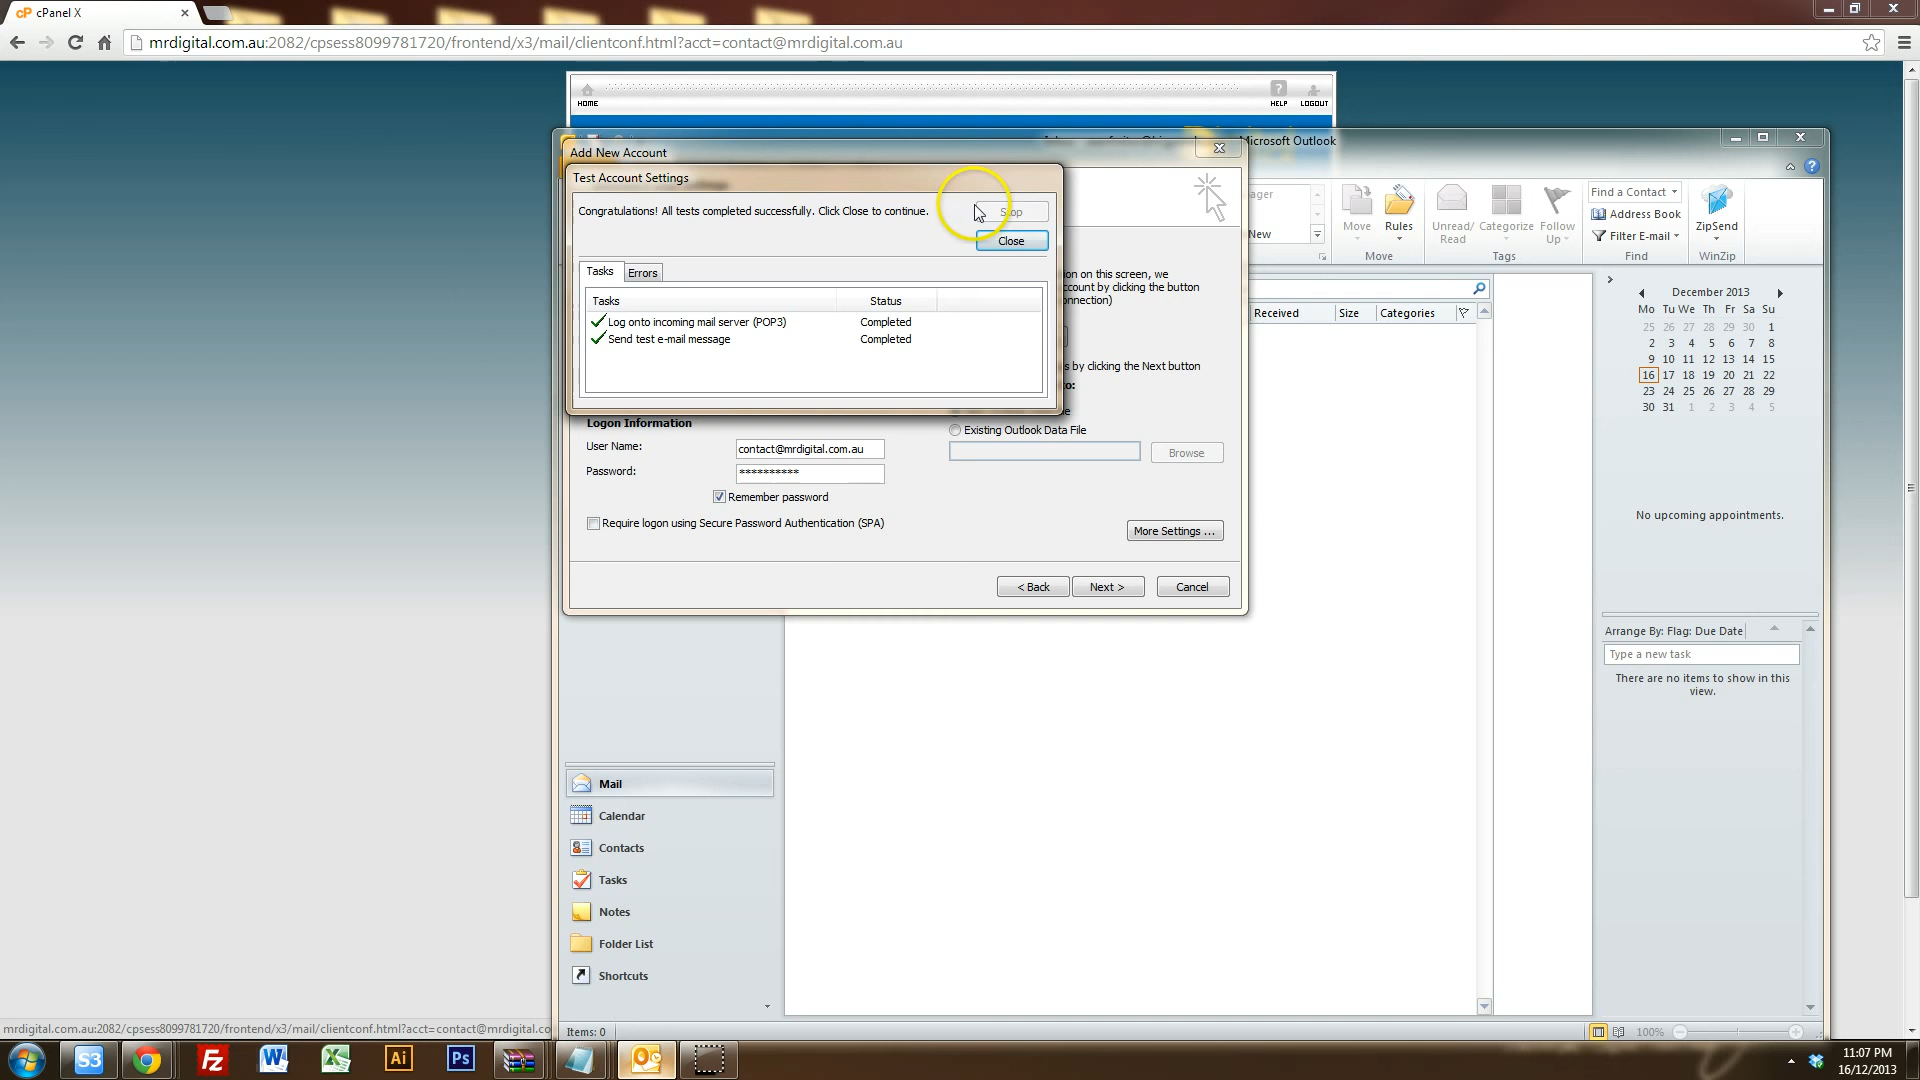 cPanel X
mrdigital.com.au:2082/cpsess8099781720/frontend/x3/mail/clientconf.html?acct=contact@mrdigital.com.au
HOME
HELP
LOGOUT
Microsoft Outlook
Add New Account
Test Account Settings
Congratulations! All tests completed successfully. Click Close to continue.
Stop
Close
Tasks
Errors
Tasks
Status
Log onto incoming mail server (POP3)
Completed
Send test e-mail message
Completed
on on this screen, we
ccount by clicking the button
nnection)
s by clicking the Next button
to:
Existing Outlook Data File
Browse
Logon Information
User Name:
contact@mrdigital.com.au
Password:
**********
Remember password
Require logon using Secure Password Authentication (SPA)
More Settings ...
< Back
Next >
Cancel
ager
New
Move
Rules
Move
Unread/
Read
Categorize
Follow
Up
Tags
Find a Contact
Address Book
Filter E-mail
Find
ZipSend
WinZip
Received
Size
Categories
December 2013
Mo Tu We Th Fr Sa Su
25 26 27 28 29 30 1
2 3 4 5 6 7 8
9 10 11 12 13 14 15
16 17 18 19 20 21 22
23 24 25 26 27 28 29
30 31 1 2 3 4 5
No upcoming appointments.
Arrange By: Flag: Due Date
Type a new task
There are no items to show in this
view.
Mail
Calendar
Contacts
Tasks
Notes
Folder List
Shortcuts
mrdigital.com.au:2082/cpsess8099781720/frontend/x3/mail/clientconf.html?acct=contact@mrdigital.co
Items: 0
100%
S3
Fz
W
X
Ai
Ps
11:07 PM
16/12/2013